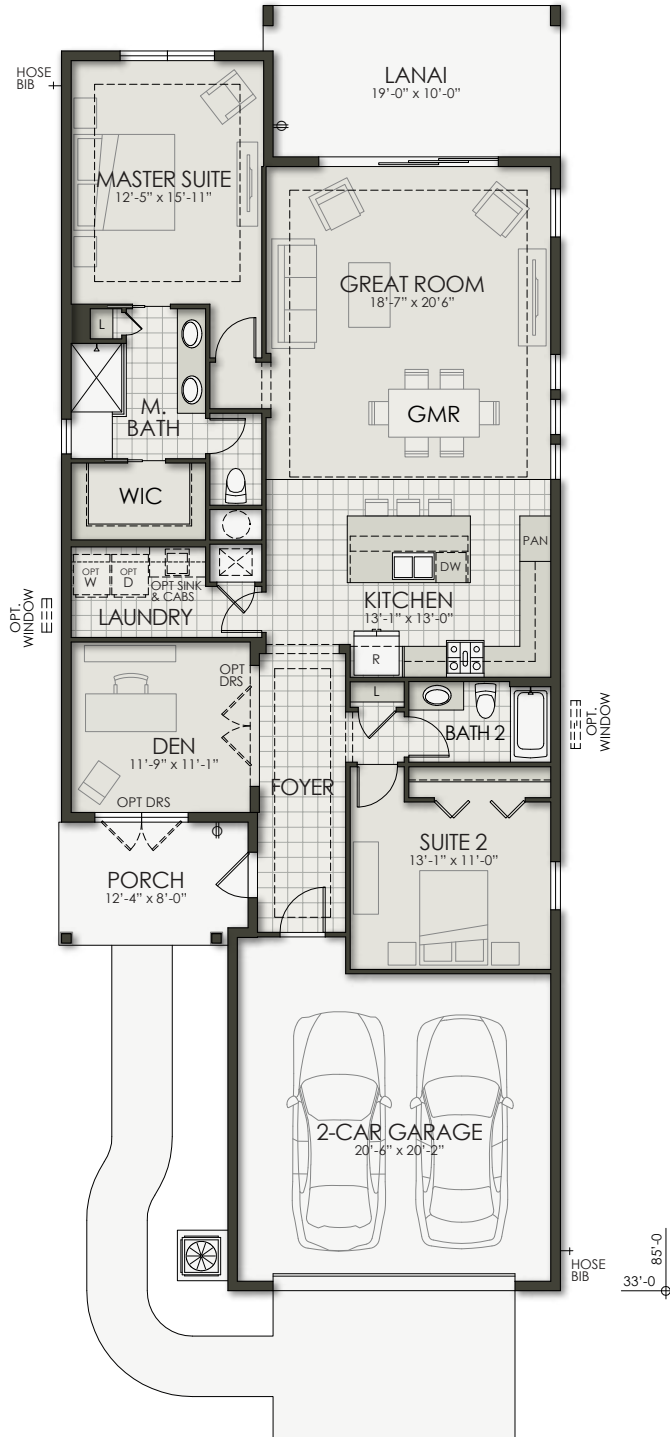 LANAI
19'-0" x 10'-0"
HOSE
BIB
MASTER SUITE
12'-5" x 15'-11"
GREAT ROOM
18'-7" x 20'6"
L
M.
BATH
GMR
WIC
PAN
DW
OPT
W
OPT
D
OPT SINK
& CABS
LAUNDRY
KITCHEN
13'-1" x 13'-0"
OPT.
WINDOW
R
OPT
DRS
L
BATH 2
OPT.
WINDOW
DEN
11'-9" x 11'-1"
FOYER
OPT DRS
SUITE 2
13'-1" x 11'-0"
PORCH
12'-4" x 8'-0"
2-CAR GARAGE
20'-6" x 20'-2"
HOSE
BIB
85'-0
33'-0